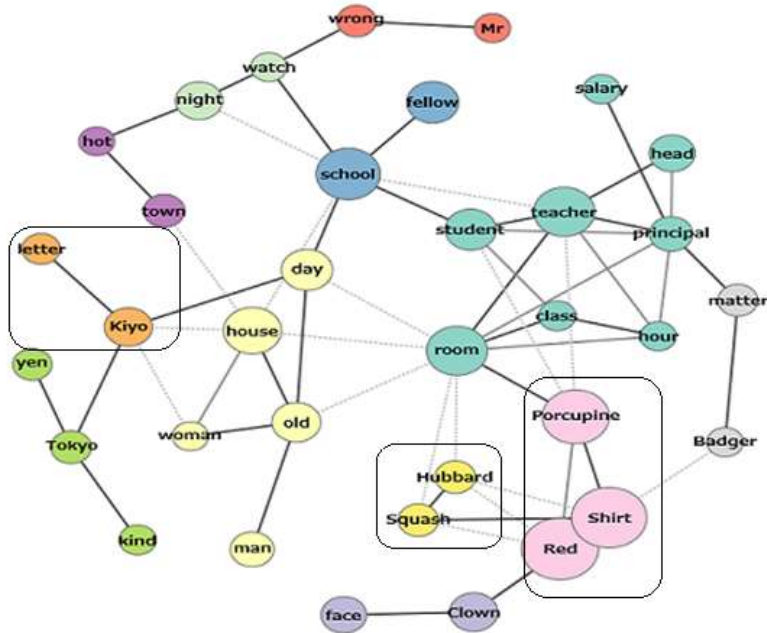 wrong
Mr
watch
night
fellow
salary
hot
head
school
town
student
teacher
principal
letter
day
matter
Kiyo
house
class
hour
room
yen
Porcupine
old
woman
Tokyo
Badger
Hubbard
Squash
Shirt
kind
man
Red
face
Clown